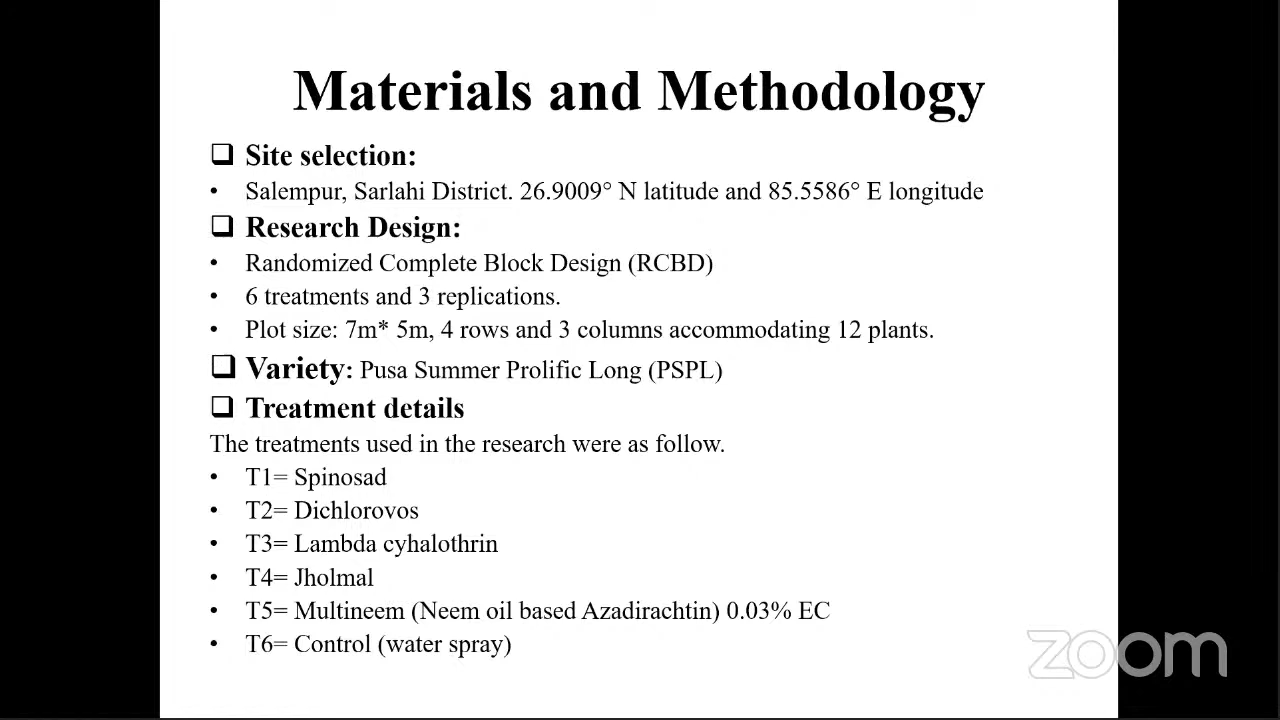 Materials and Methodology
❑ Site selection:
• Salempur, Sarlahi District. 26.9009° N latitude and 85.5586° E longitude
❑ Research Design:
• Randomized Complete Block Design (RCBD)
• 6 treatments and 3 replications.
• Plot size: 7m* 5m, 4 rows and 3 columns accommodating 12 plants.
❑ Variety: Pusa Summer Prolific Long (PSPL)
❑ Treatment details
The treatments used in the research were as follow.
• T1= Spinosad
• T2= Dichlorovos
• T3= Lambda cyhalothrin
• T4= Jholmal
• T5= Multineem (Neem oil based Azadirachtin) 0.03% EC
• T6= Control (water spray)
zoom